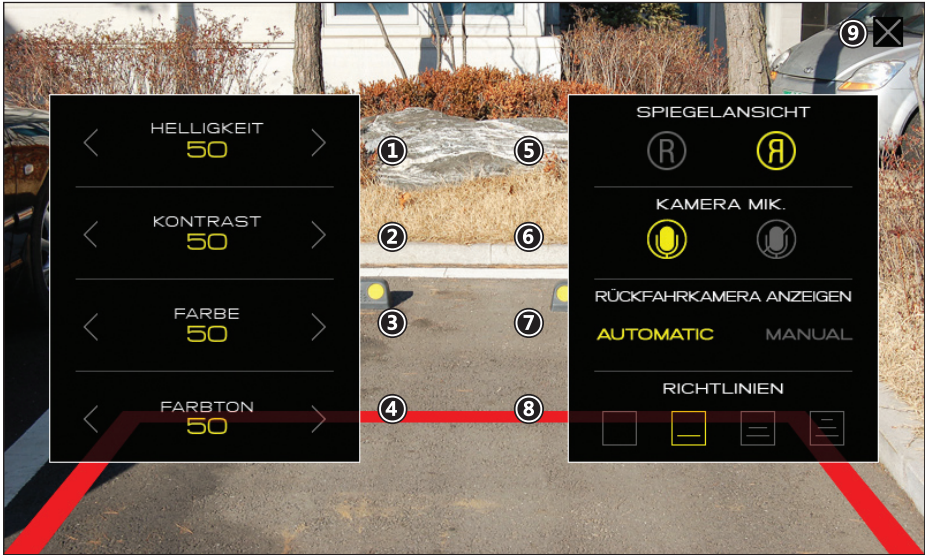 ⑨
HELLIGKEIT
50
①
KONTRAST
50
②
FARBE
50
③
FARBTON
50
④
SPIEGELANSICHT
R Я
⑤
KAMERA MIK.
⑥
RÜCKFAHRKAMERA ANZEIGEN
AUTOMATIC MANUAL
⑦
RICHTLINIEN
⑧